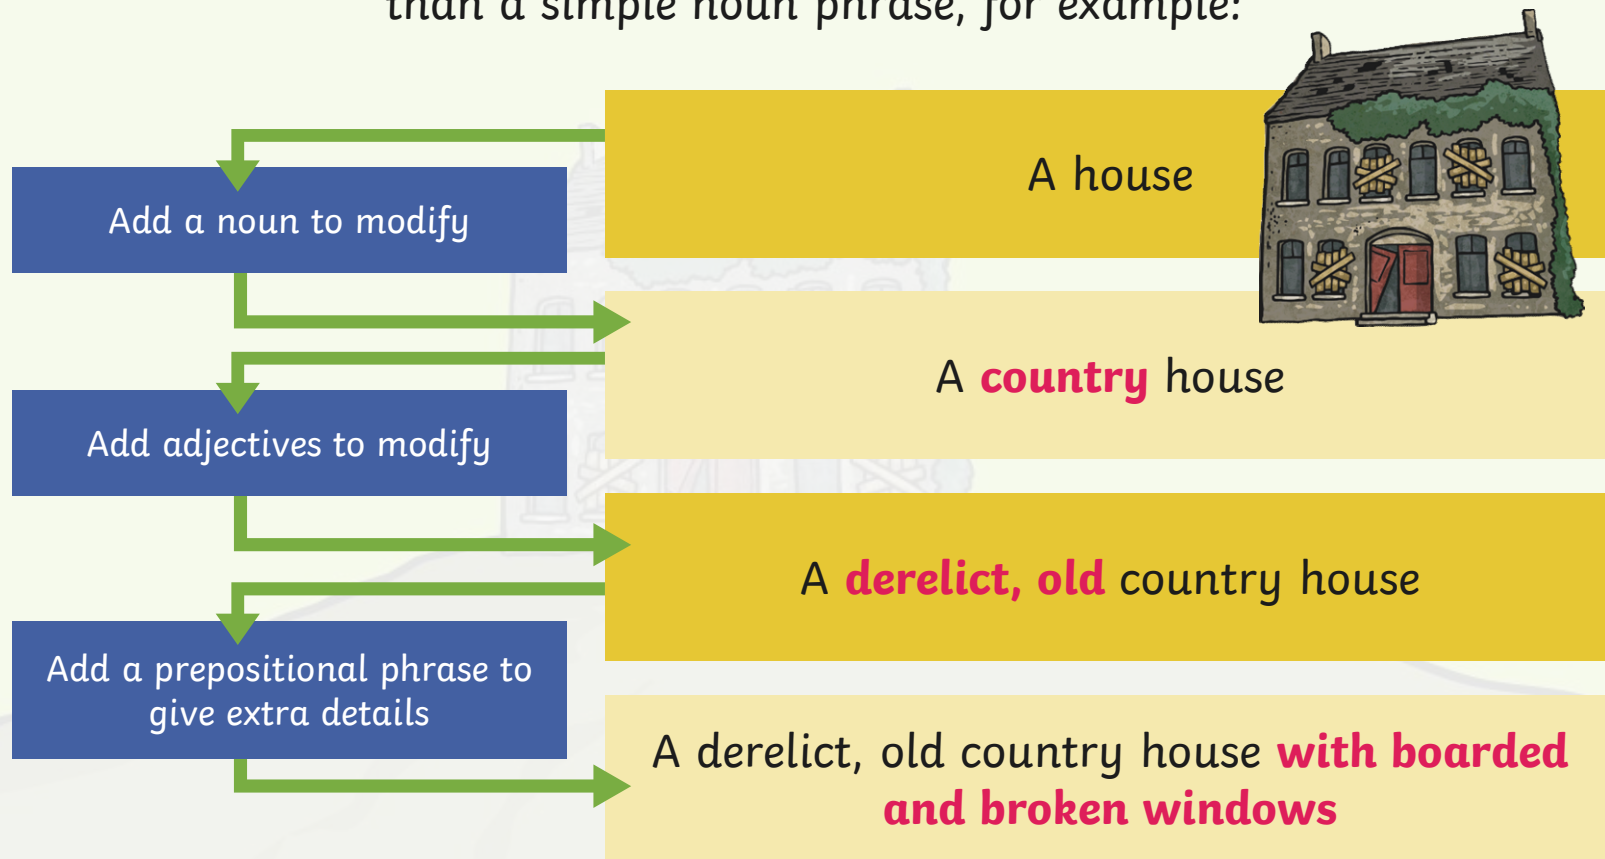 than a simple noun phrase, for example:
A house
Add a noun to modify
A country house
Add adjectives to modify
A derelict, old country house
Add a prepositional phrase to
give extra details
A derelict, old country house with boarded
and broken windows